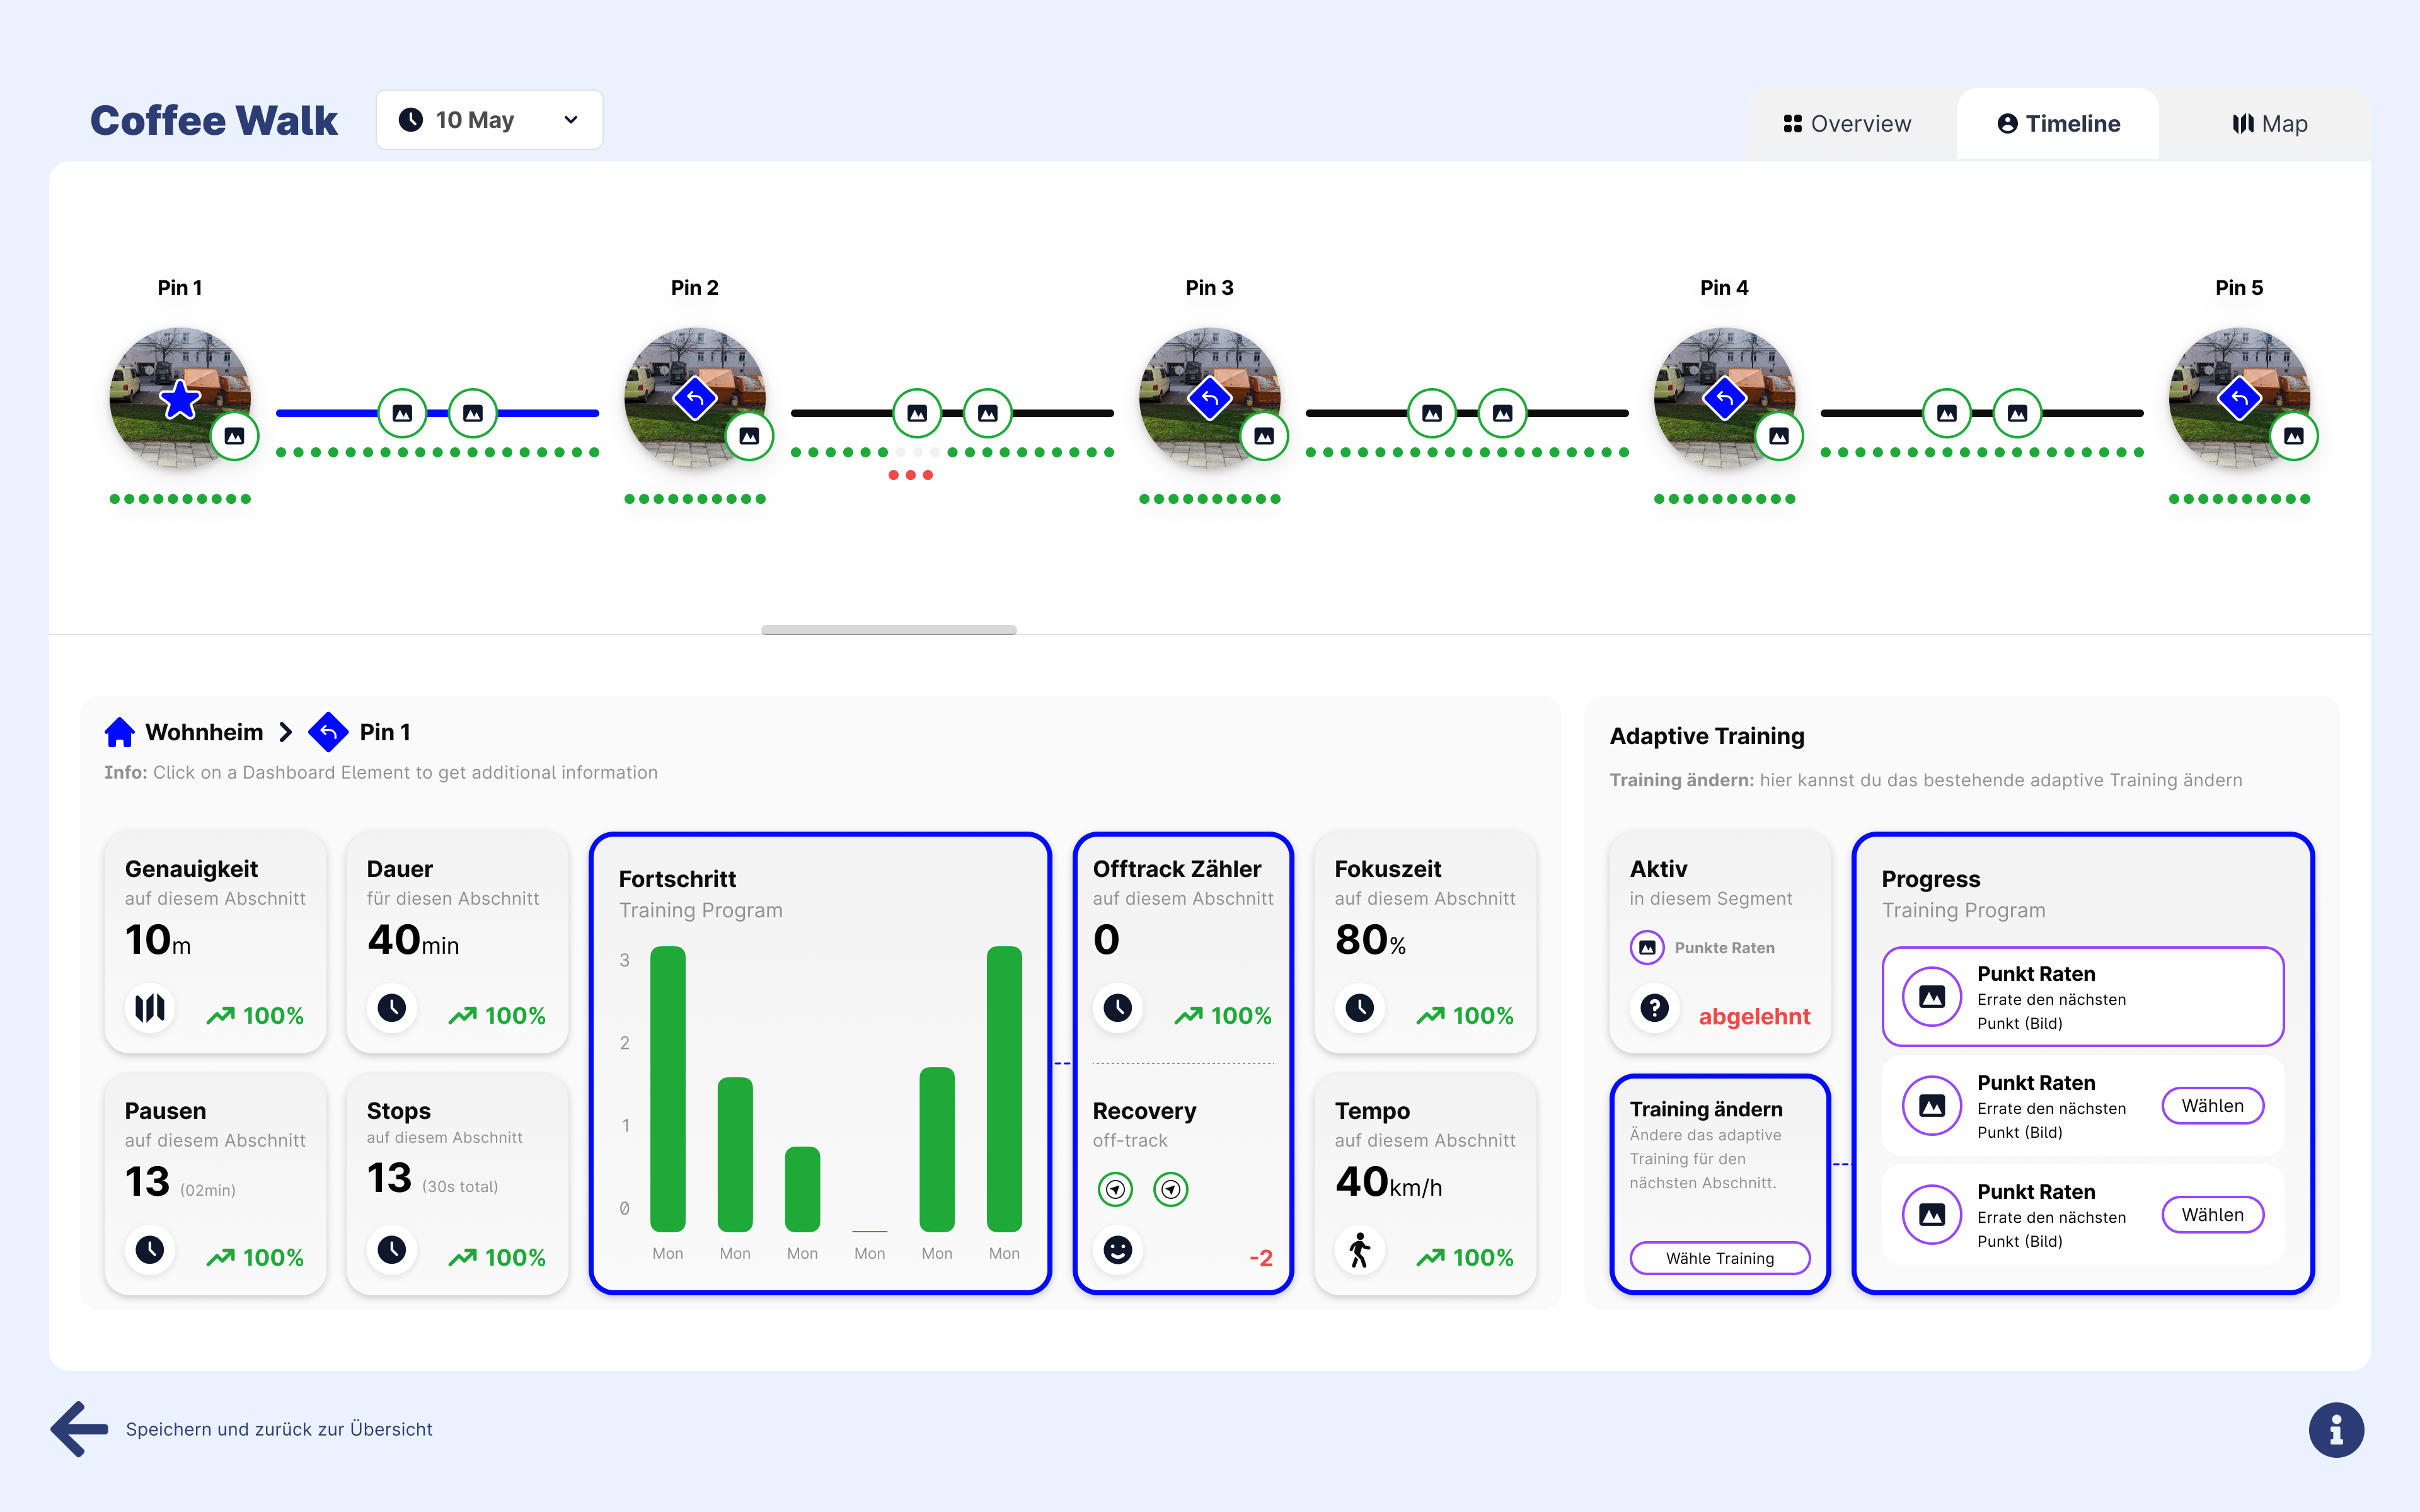 Coffee Walk
10 May
Overview
Timeline
Map
Pin 1
Pin 2
Pin 3
Pin 4
Pin 5
Wohnheim
Pin 1
Info: Click on a Dashboard Element to get additional information
Genauigkeit
auf diesem Abschnitt
10m
100%
Dauer
für diesen Abschnitt
40min
100%
Pausen
auf diesem Abschnitt
13 (02min)
100%
Stops
auf diesem Abschnitt
13 (30s total)
100%
Fortschritt
Training Program
3
2
1
0
Mon
Mon
Mon
Mon
Mon
Mon
Offtrack Zähler
auf diesem Abschnitt
0
100%
Recovery
off-track
-2
Fokuszeit
auf diesem Abschnitt
80%
100%
Tempo
auf diesem Abschnitt
40km/h
100%
Adaptive Training
Training ändern: hier kannst du das bestehende adaptive Training ändern
Aktiv
in diesem Segment
Punkte Raten
abgelehnt
Training ändern
Ändere das adaptive
Training für den
nächsten Abschnitt.
Wähle Training
Progress
Training Program
Punkt Raten
Errate den nächsten
Punkt (Bild)
Punkt Raten
Errate den nächsten
Punkt (Bild)
Wählen
Punkt Raten
Errate den nächsten
Punkt (Bild)
Wählen
Speichern und zurück zur Übersicht